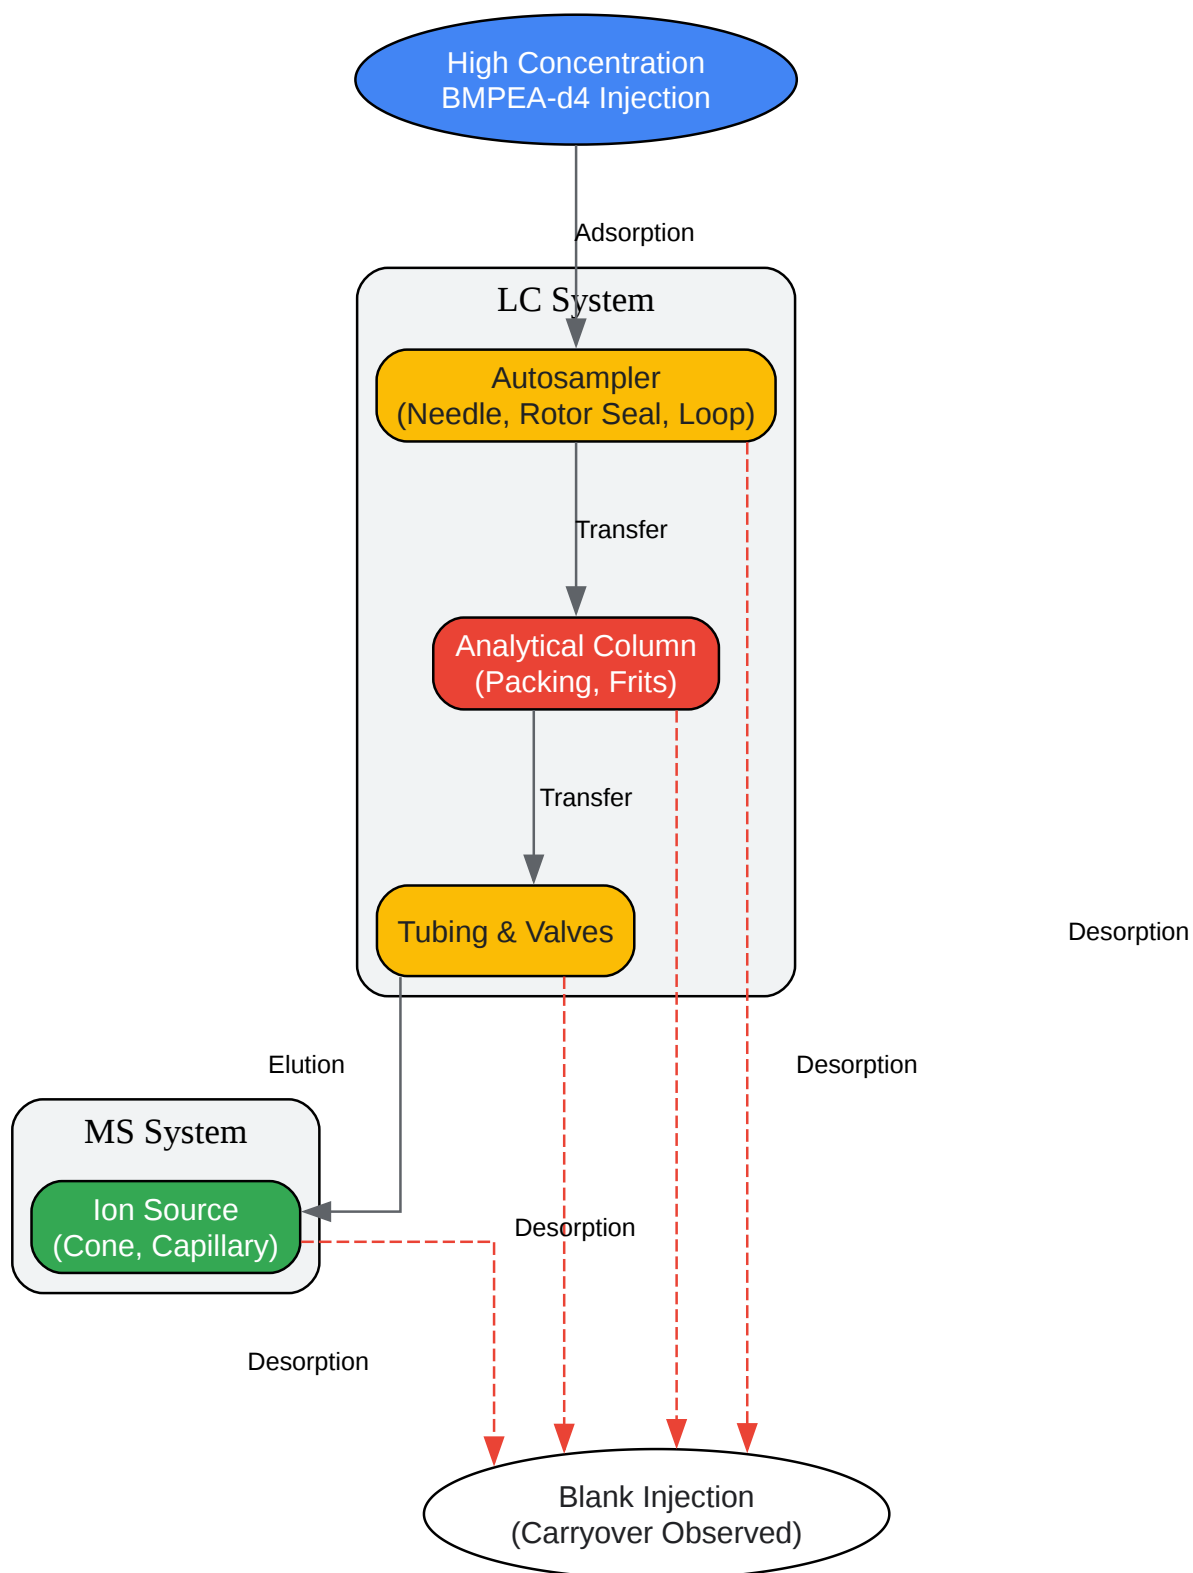 High Concentration
BMPEA-d4 Injection
Adsorption
LC System
Autosampler
(Needle, Rotor Seal, Loop)
Transfer
Analytical Column
(Packing, Frits)
Transfer
Tubing & Valves
Desorption
Elution
Desorption
MS System
Ion Source
(Cone, Capillary)
Desorption
Desorption
Blank Injection
(Carryover Observed)